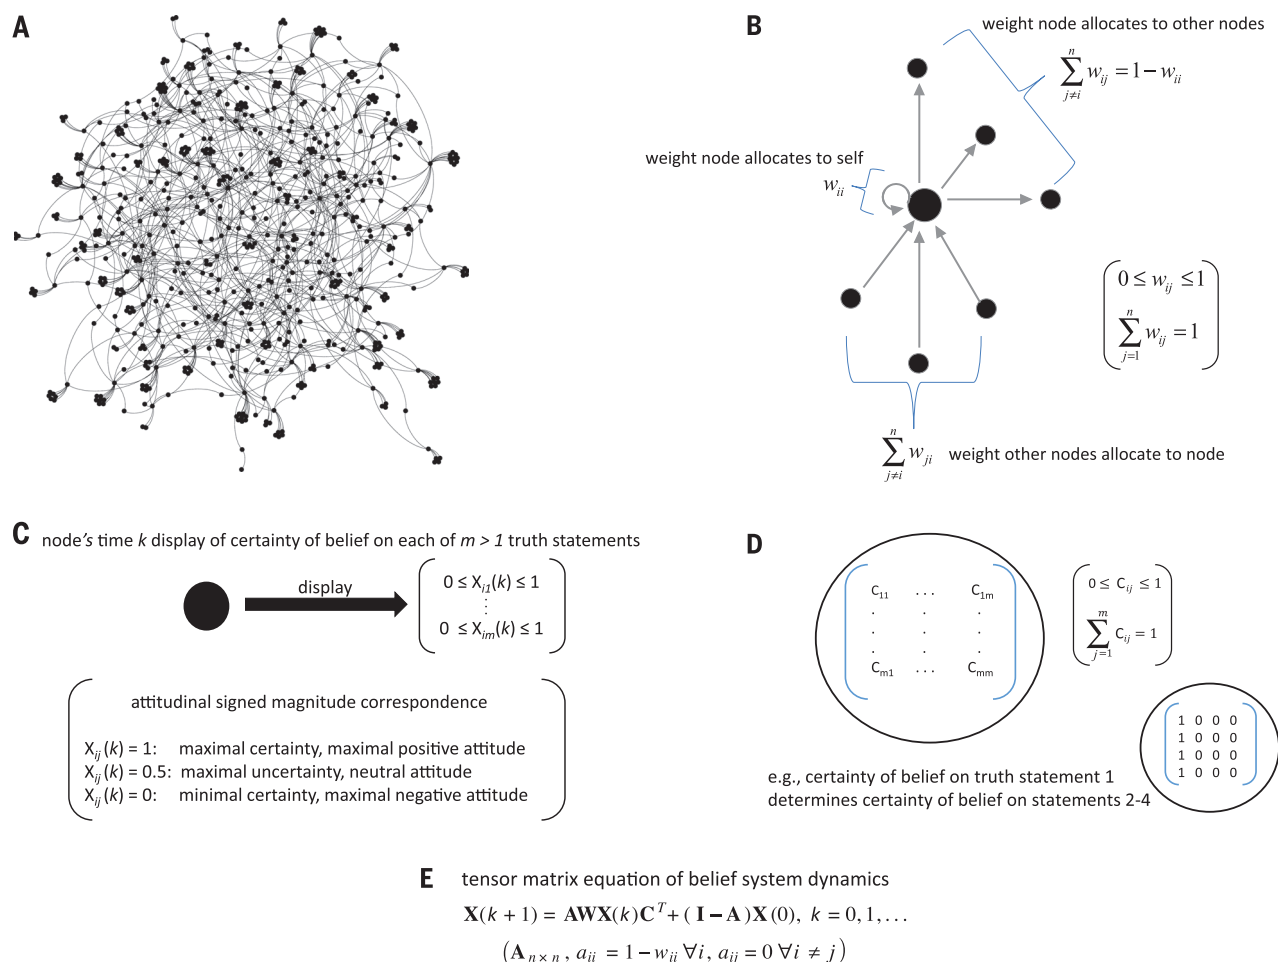 A
B
weight node allocates to other nodes
n∑j≠i w_ij = 1 − w_ii
weight node allocates to self
w_ii
0 ≤ w_ij ≤ 1
n∑j=1 w_ij = 1
n∑j≠i w_ji weight other nodes allocate to node
C
node's time k display of certainty of belief on each of m > 1 truth statements
display
0 ≤ X_i1(k) ≤ 1
⋮
0 ≤ X_im(k) ≤ 1
attitudinal signed magnitude correspondence
X_ij(k) = 1: maximal certainty, maximal positive attitude
X_ij(k) = 0.5: maximal uncertainty, neutral attitude
X_ij(k) = 0: minimal certainty, maximal negative attitude
D
C_11 . . . C_1m
. . .
. . .
. . .
C_m1 . . . C_mm
0 ≤ C_ij ≤ 1
m∑j=1 C_ij = 1
1 0 0 0
1 0 0 0
1 0 0 0
1 0 0 0
e.g., certainty of belief on truth statement 1
determines certainty of belief on statements 2-4
E tensor matrix equation of belief system dynamics
X(k + 1) = AWX(k)C^T + (I − A)X(0), k = 0, 1, . . .
(A_n × n, a_ii = 1 − w_ii ∀i, a_ij = 0 ∀i ≠ j)